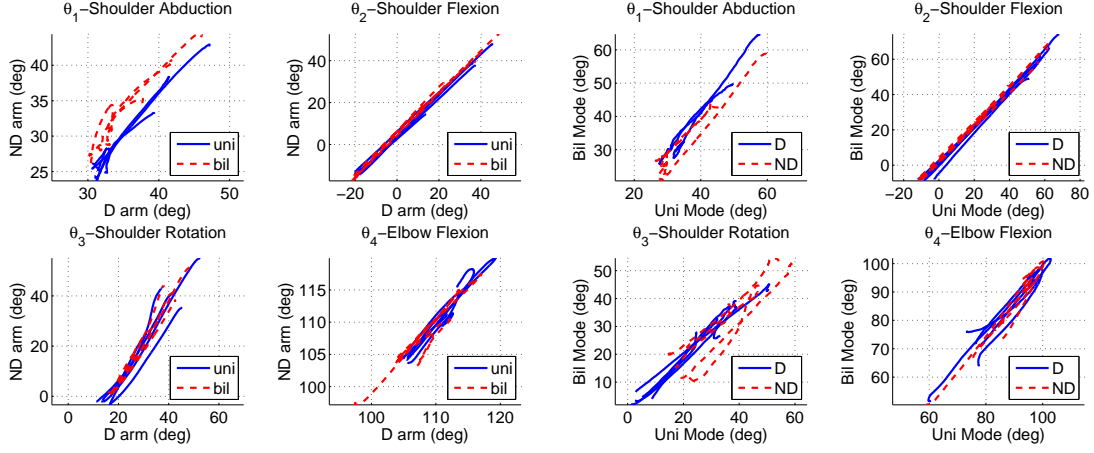 θ1−Shoulder Abduction
ND arm (deg)
40
35
30
25
30
40
50
D arm (deg)
uni
bil
θ2−Shoulder Flexion
ND arm (deg)
40
20
0
−20
0
20
40
D arm (deg)
uni
bil
θ1−Shoulder Abduction
Bil Mode (deg)
60
50
40
30
20
40
60
Uni Mode (deg)
D
ND
θ2−Shoulder Flexion
Bil Mode (deg)
60
40
20
0
−20
0
20
40
60
80
Uni Mode (deg)
D
ND
θ3−Shoulder Rotation
ND arm (deg)
40
20
0
0
20
40
60
D arm (deg)
uni
bil
θ4−Elbow Flexion
ND arm (deg)
115
110
105
100
100
110
120
D arm (deg)
uni
bil
θ3−Shoulder Rotation
Bil Mode (deg)
50
40
30
20
10
0
20
40
60
Uni Mode (deg)
D
ND
θ4−Elbow Flexion
Bil Mode (deg)
100
90
80
70
60
60
80
100
Uni Mode (deg)
D
ND